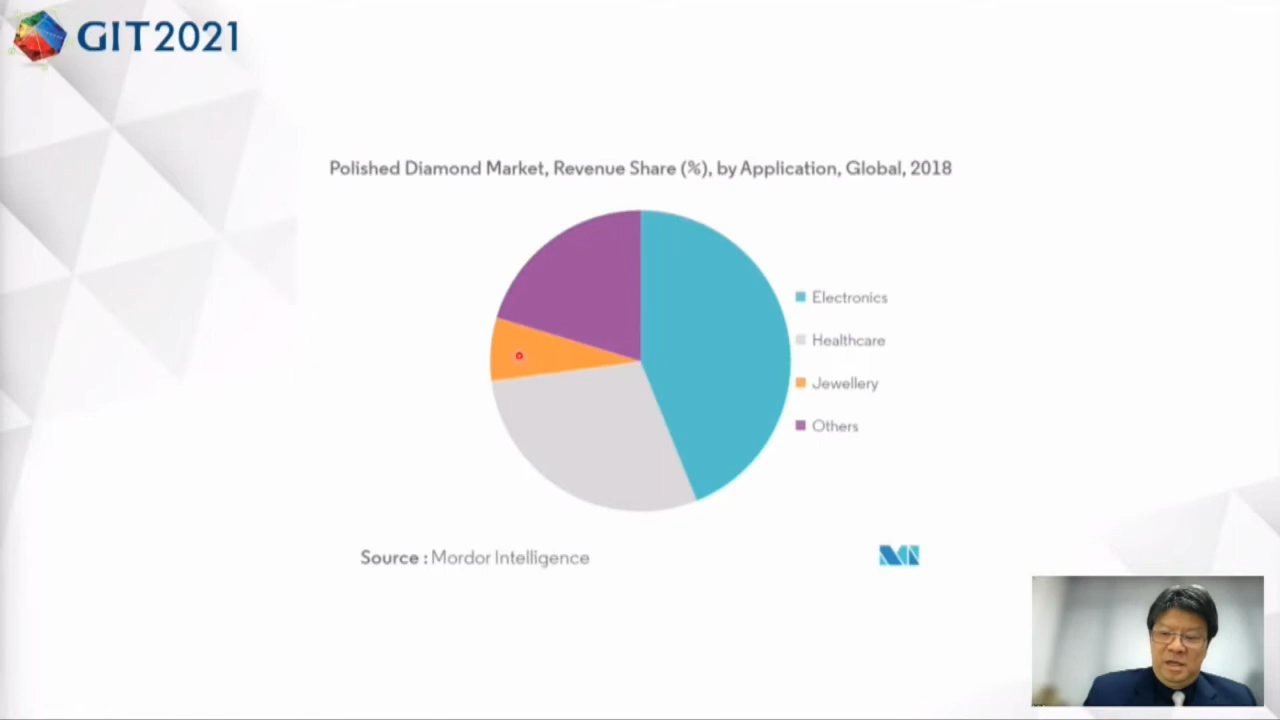 GIT2021
Polished Diamond Market, Revenue Share (%), by Application, Global, 2018
Electronics
Healthcare
Jewellery
Others
Source : Mordor Intelligence